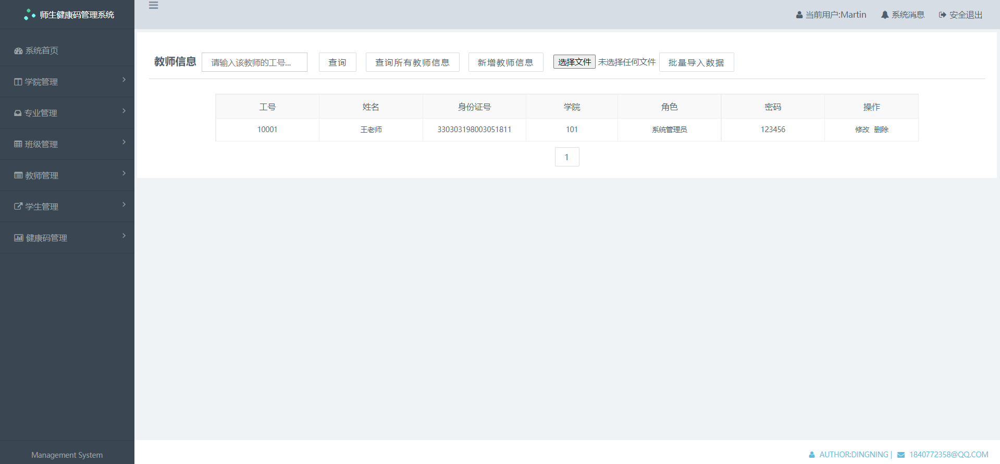 师生健康码管理系统
当前用户:Martin 系统消息 安全退出
系统首页
学院管理
专业管理
班级管理
教师管理
学生管理
健康码管理
Management System
教师信息 请输入该教师的工号... 查询 查询所有教师信息 新增教师信息 选择文件 未选择任何文件 批量导入数据
工号 姓名 身份证号 学院 角色 密码 操作
10001 王老师 330303198003051811 101 系统管理员 123456 修改 删除
1
AUTHOR:DINGNING | 1840772358@QQ.COM